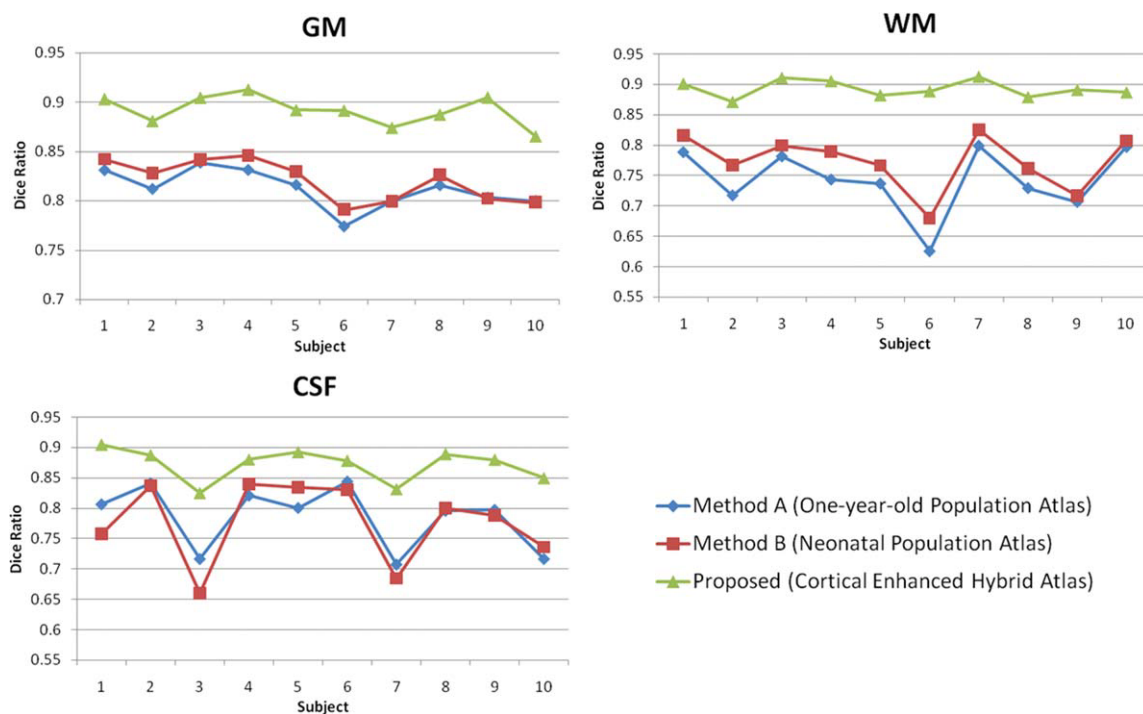 GM
0.95
0.9
0.85
0.8
0.75
0.7
Dice Ratio
1 2 3 4 5 6 7 8 9 10
Subject
WM
0.95
0.9
0.85
0.8
0.75
0.7
0.65
0.6
0.55
Dice Ratio
1 2 3 4 5 6 7 8 9 10
Subject
CSF
0.95
0.9
0.85
0.8
0.75
0.7
0.65
0.6
0.55
Dice Ratio
1 2 3 4 5 6 7 8 9 10
Subject
Method A (One-year-old Population Atlas)
Method B (Neonatal Population Atlas)
Proposed (Cortical Enhanced Hybrid Atlas)